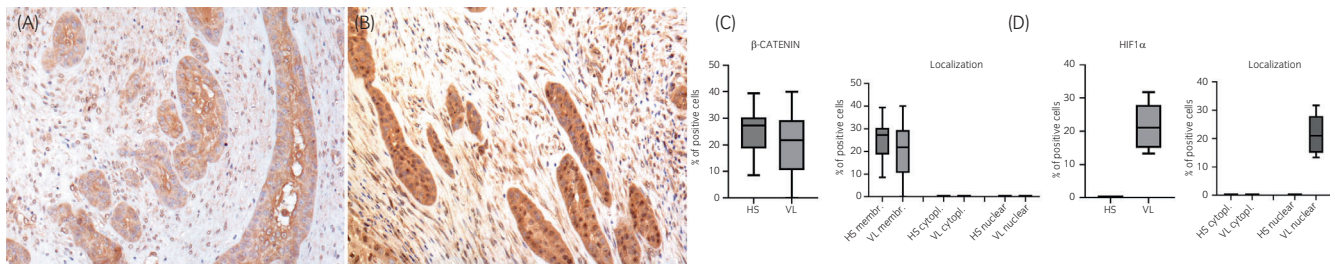 (A)
(B)
(C)
β-CATENIN
% of positive cells
50
40
30
20
10
0
HS
VL
Localization
% of positive cells
50
40
30
20
10
0
HS membr.
VL membr.
HS cytopl.
VL cytopl.
HS nuclear
VL nuclear
(D)
HIF1α
% of positive cells
40
30
20
10
0
HS
VL
Localization
% of positive cells
40
30
20
10
0
HS cytopl.
VL cytopl.
HS nuclear
VL nuclear